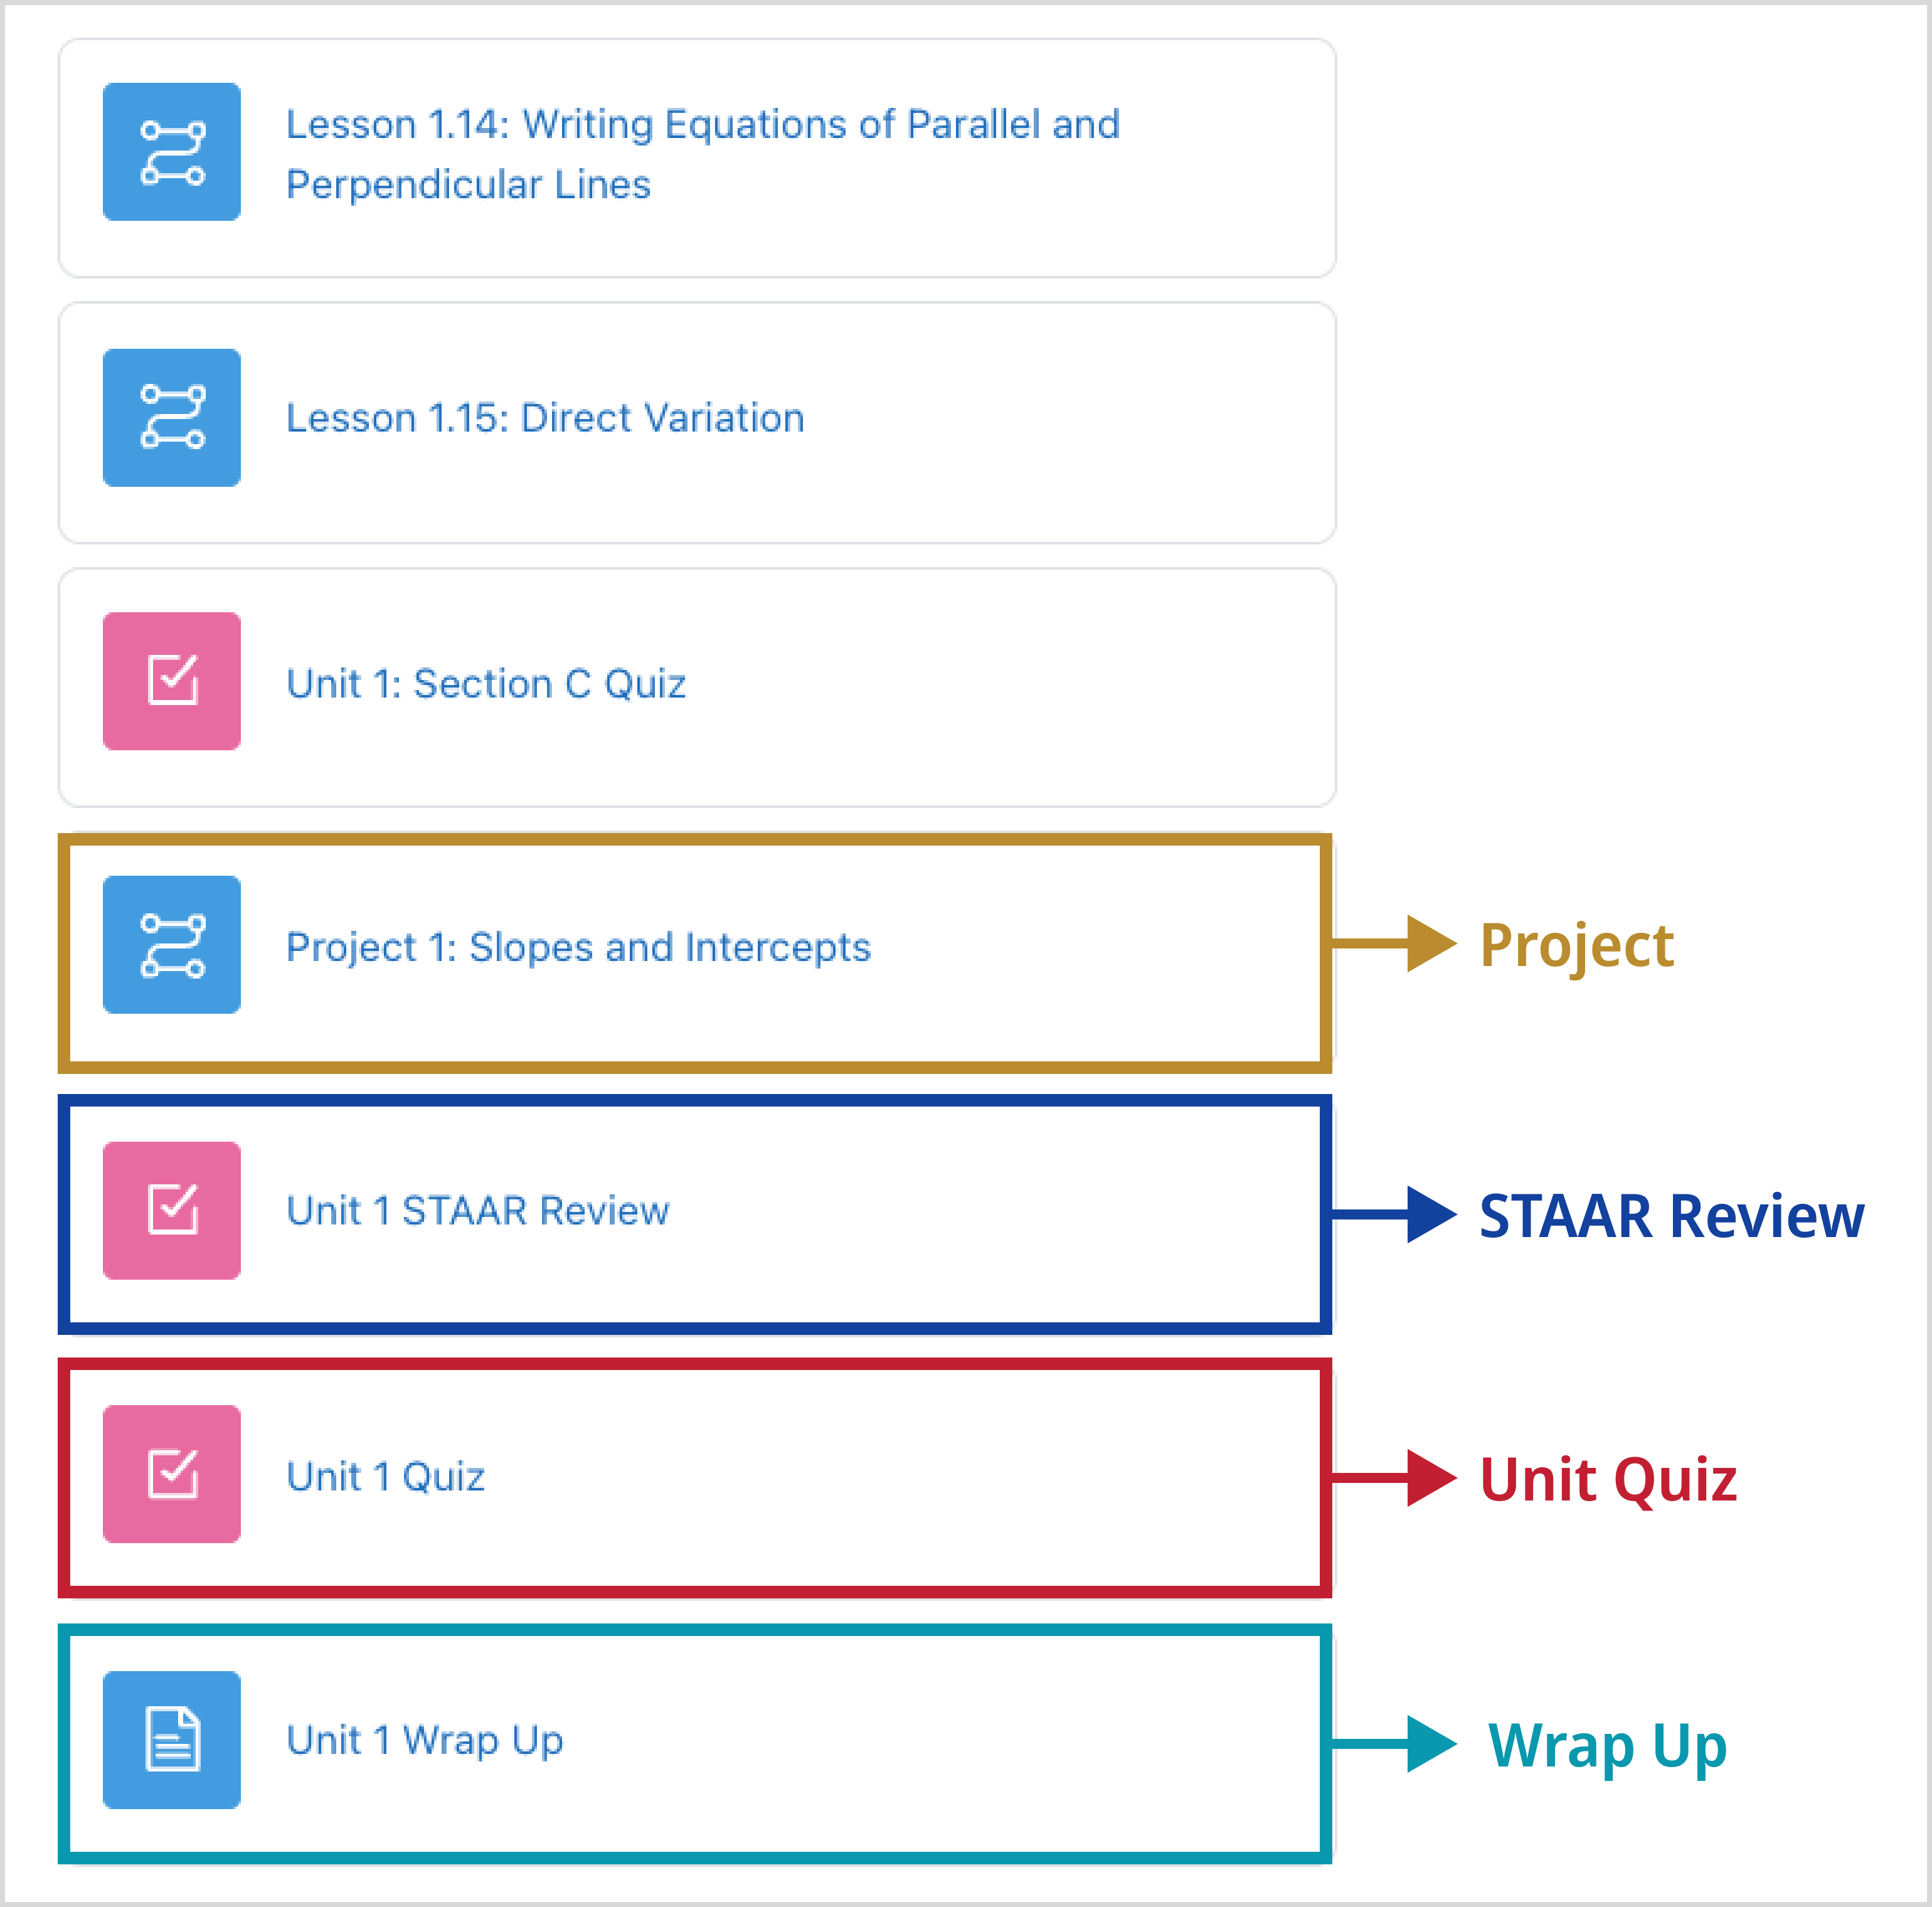 Lesson 1.14: Writing Equations of Parallel and
Perpendicular Lines
Lesson 1.15: Direct Variation
Unit 1: Section C Quiz
Project 1: Slopes and Intercepts
Project
Unit 1 STAAR Review
STAAR Review
Unit 1 Quiz
Unit Quiz
Unit 1 Wrap Up
Wrap Up